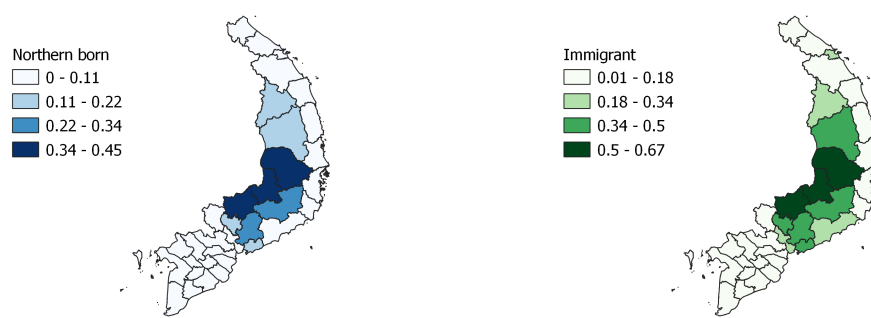 Northern born
0 - 0.11
0.11 - 0.22
0.22 - 0.34
0.34 - 0.45
Immigrant
0.01 - 0.18
0.18 - 0.34
0.34 - 0.5
0.5 - 0.67